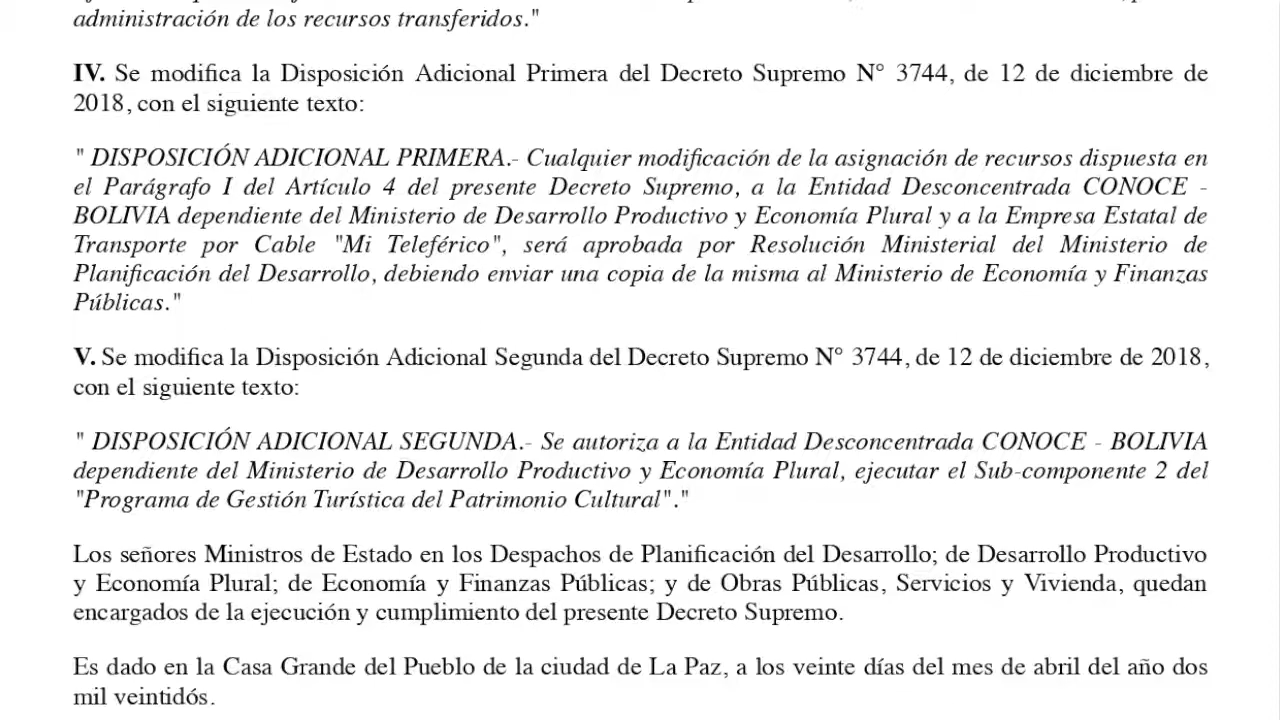 administración de los recursos transferidos."
IV. Se modifica la Disposición Adicional Primera del Decreto Supremo N° 3744, de 12 de diciembre de
2018, con el siguiente texto:
" DISPOSICIÓN ADICIONAL PRIMERA.- Cualquier modificación de la asignación de recursos dispuesta en
el Parágrafo I del Artículo 4 del presente Decreto Supremo, a la Entidad Desconcentrada CONOCE -
BOLIVIA dependiente del Ministerio de Desarrollo Productivo y Economía Plural y a la Empresa Estatal de
Transporte por Cable "Mi Teleférico", será aprobada por Resolución Ministerial del Ministerio de
Planificación del Desarrollo, debiendo enviar una copia de la misma al Ministerio de Economía y Finanzas
Públicas."
V. Se modifica la Disposición Adicional Segunda del Decreto Supremo N° 3744, de 12 de diciembre de 2018,
con el siguiente texto:
" DISPOSICIÓN ADICIONAL SEGUNDA.- Se autoriza a la Entidad Desconcentrada CONOCE - BOLIVIA
dependiente del Ministerio de Desarrollo Productivo y Economía Plural, ejecutar el Sub-componente 2 del
"Programa de Gestión Turística del Patrimonio Cultural"."
Los señores Ministros de Estado en los Despachos de Planificación del Desarrollo; de Desarrollo Productivo
y Economía Plural; de Economía y Finanzas Públicas; y de Obras Públicas, Servicios y Vivienda, quedan
encargados de la ejecución y cumplimiento del presente Decreto Supremo.
Es dado en la Casa Grande del Pueblo de la ciudad de La Paz, a los veinte días del mes de abril del año dos
mil veintidós.